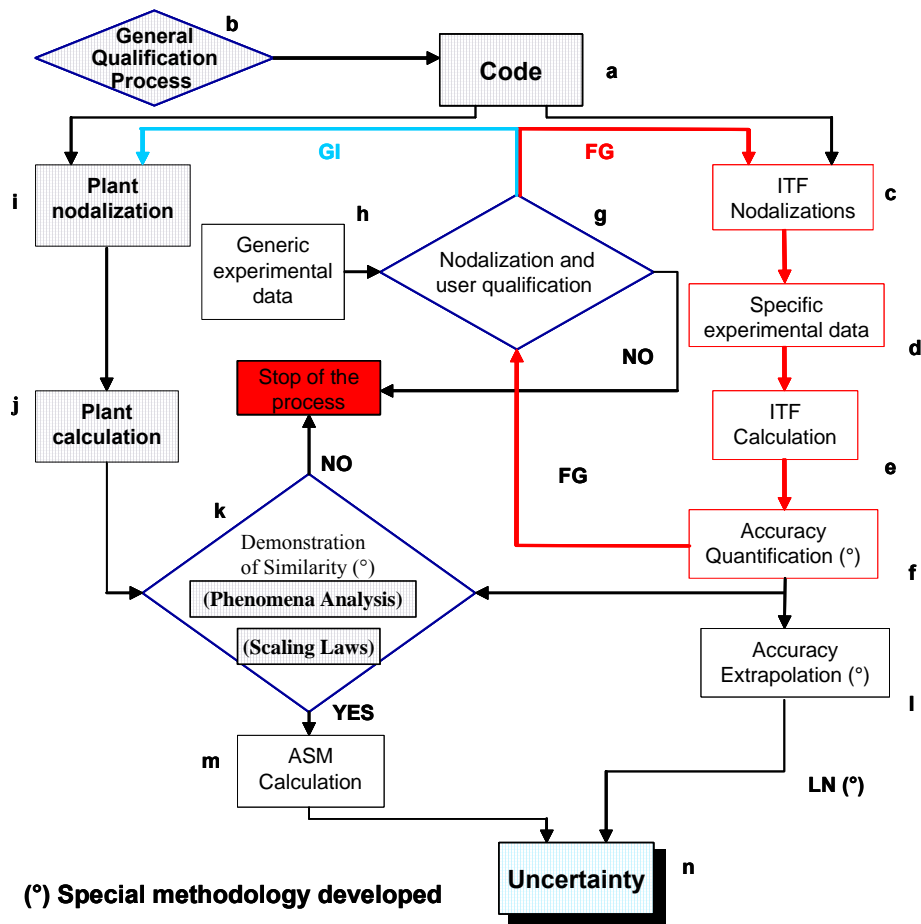 b
General
Qualification
Process
Code
a
GI
FG
i
Plant
nodalization
h
g
ITF
Nodalizations
c
Generic
experimental
data
Nodalization and
user qualification
Specific
experimental data
d
NO
Stop of the
process
j
Plant
calculation
ITF
Calculation
e
NO
FG
k
Demonstration
of Similarity (°)
(Phenomena Analysis)
(Scaling Laws)
Accuracy
Quantification (°)
f
Accuracy
Extrapolation (°)
l
YES
m
ASM
Calculation
LN (°)
Uncertainty
n
(°) Special methodology developed